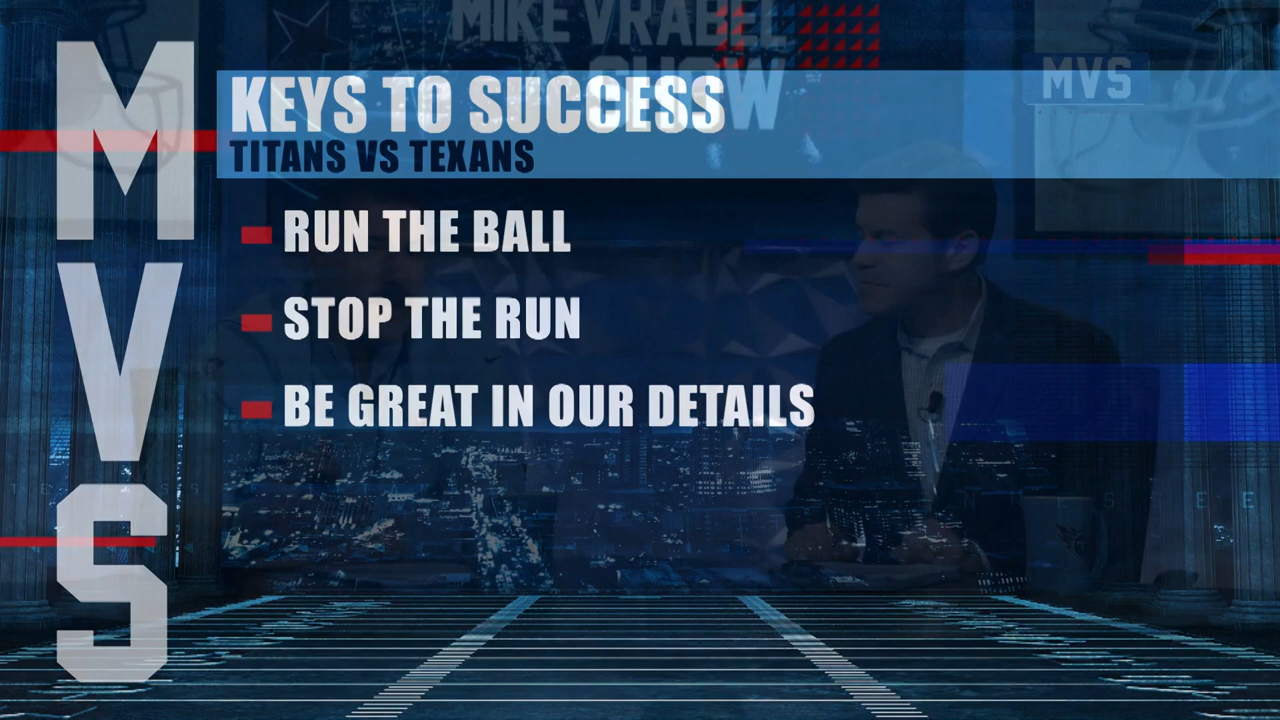 MIKE VRABEL
SHOW
MVS
KEYS TO SUCCESS
TITANS VS TEXANS
RUN THE BALL
STOP THE RUN
BE GREAT IN OUR DETAILS
MVS